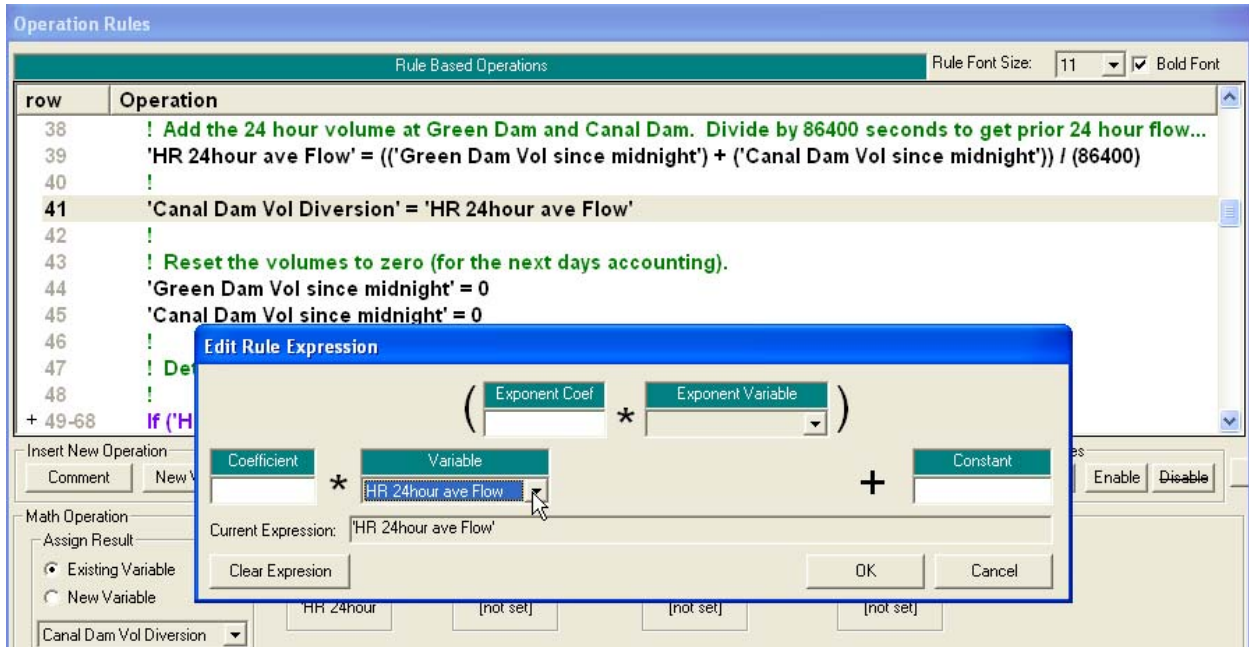 Operation Rules
Rule Based Operations Rule Font Size: 11 Bold Font
row Operation
38 ! Add the 24 hour volume at Green Dam and Canal Dam. Divide by 86400 seconds to get prior 24 hour flow...
39 'HR 24hour ave Flow' = (('Green Dam Vol since midnight') + ('Canal Dam Vol since midnight')) / (86400)
40 !
41 'Canal Dam Vol Diversion' = 'HR 24hour ave Flow'
42 !
43 ! Reset the volumes to zero (for the next days accounting).
44 'Green Dam Vol since midnight' = 0
45 'Canal Dam Vol since midnight' = 0
46 !
47 ! Det
48 !
+ 49-68 If ('H
Edit Rule Expression
( Exponent Coef * Exponent Variable )
Coefficient * Variable + Constant
HR 24hour ave Flow
Current Expression: 'HR 24hour ave Flow'
Clear Expresion OK Cancel
Insert New Operation
Comment New Enable Disable
Math Operation
Assign Result
Existing Variable
New Variable
Canal Dam Vol Diversion
'HR 24hour [not set] [not set] [not set]